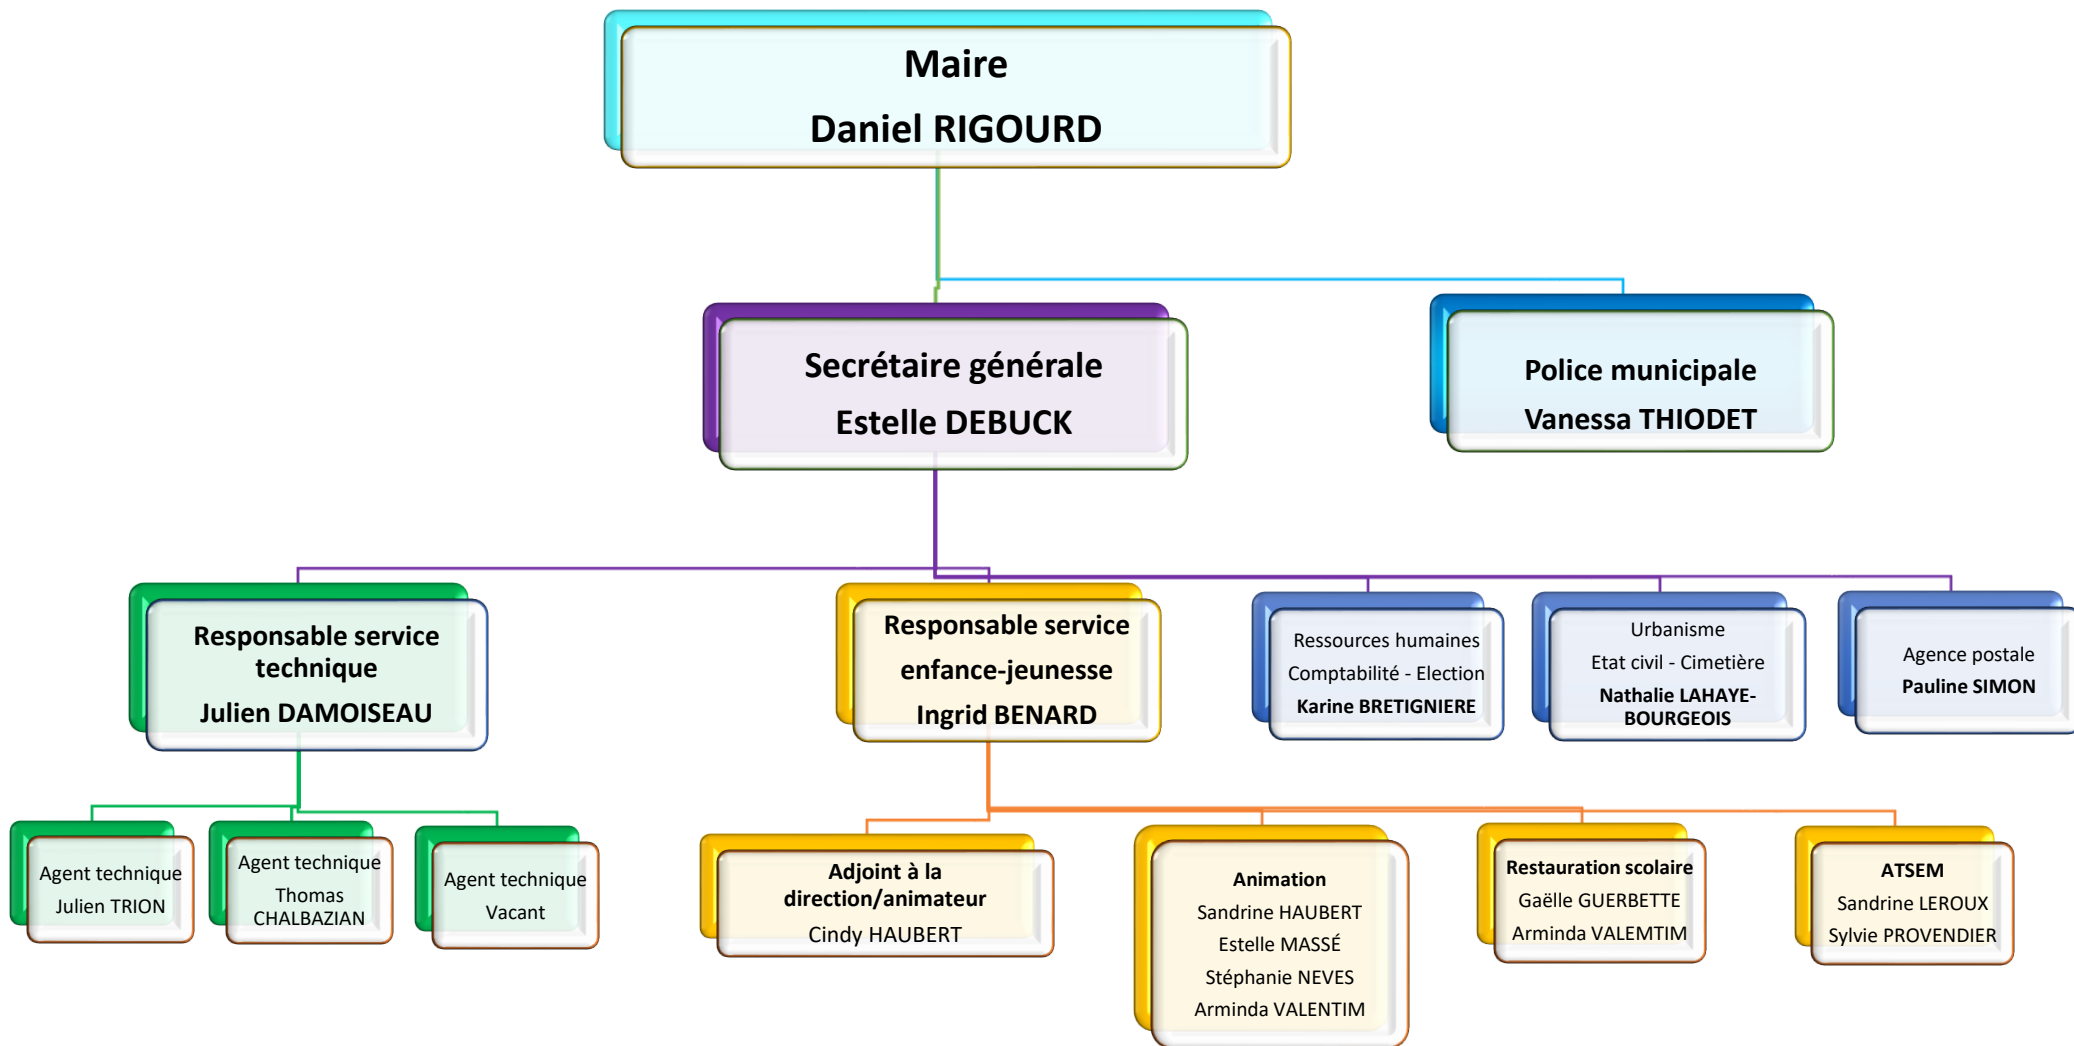 Maire
Daniel RIGOURD
Secrétaire générale
Estelle DEBUCK
Police municipale
Vanessa THIODET
Responsable service
technique
Julien DAMOISEAU
Responsable service
enfance-jeunesse
Ingrid BENARD
Ressources humaines
Comptabilité - Election
Karine BRETIGNIERE
Urbanisme
Etat civil - Cimetière
Nathalie LAHAYE-
BOURGEOIS
Agence postale
Pauline SIMON
Agent technique
Julien TRION
Agent technique
Thomas
CHALBAZIAN
Agent technique
Vacant
Adjoint à la
direction/animateur
Cindy HAUBERT
Animation
Sandrine HAUBERT
Estelle MASSÉ
Stéphanie NEVES
Arminda VALENTIM
Restauration scolaire
Gaëlle GUERBETTE
Arminda VALEMTIM
ATSEM
Sandrine LEROUX
Sylvie PROVENDIER